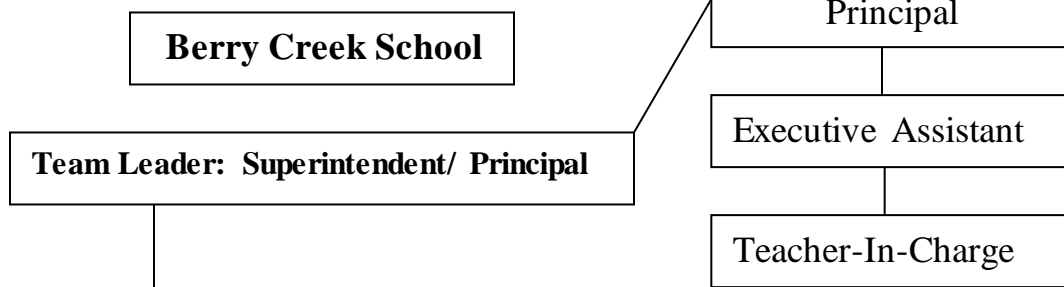 Principal
Berry Creek School
Executive Assistant
Team Leader: Superintendent/ Principal
Teacher-In-Charge